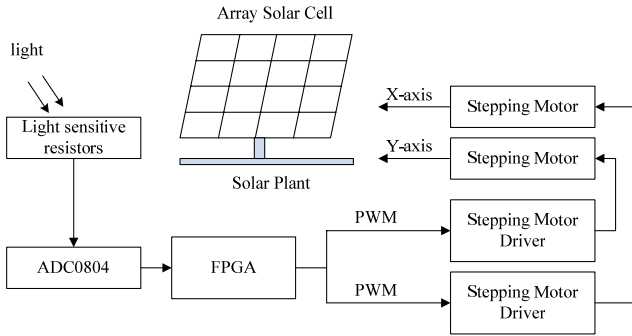 Array Solar Cell
light
X-axis
Stepping Motor
Light sensitive
resistors
Y-axis
Stepping Motor
Solar Plant
PWM
Stepping Motor
Driver
ADC0804
FPGA
PWM
Stepping Motor
Driver